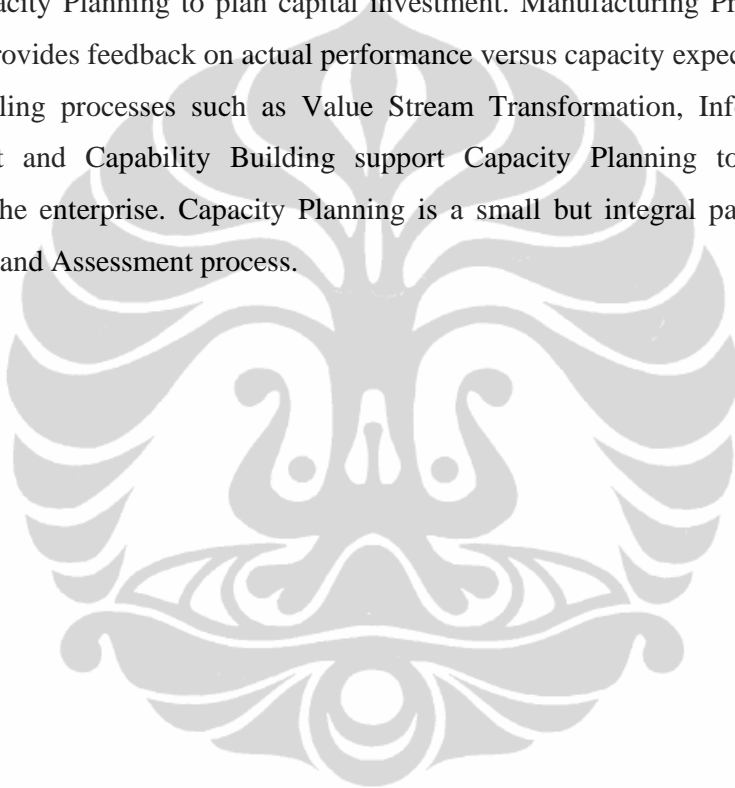 acity Planning to plan capital investment. Manufacturing Pr
rovides feedback on actual performance versus capacity expec
ling processes such as Value Stream Transformation, Inf
t and Capability Building support Capacity Planning to
he enterprise. Capacity Planning is a small but integral pa
and Assessment process.